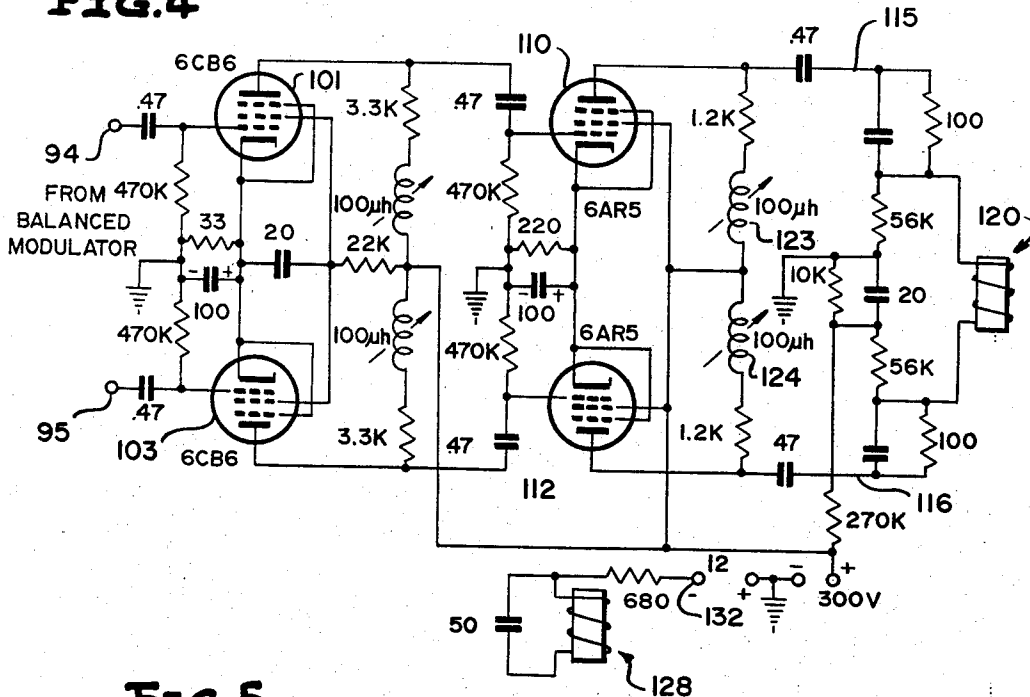 FIG.4
6CB6
101
.47
94
FROM
BALANCED
MODULATOR
470K
33
20
100
470K
.47
95
103
6CB6
3.3K
100µh
22K
100µh
3.3K
.47
470K
220
100
470K
.47
112
110
6AR5
6AR5
1.2K
100µh
123
100µh
124
1.2K
.47
115
100
56K
10K
20
56K
120
47
100
116
270K
12
-
+
-
+
300V
680
132
50
128
FIG.5